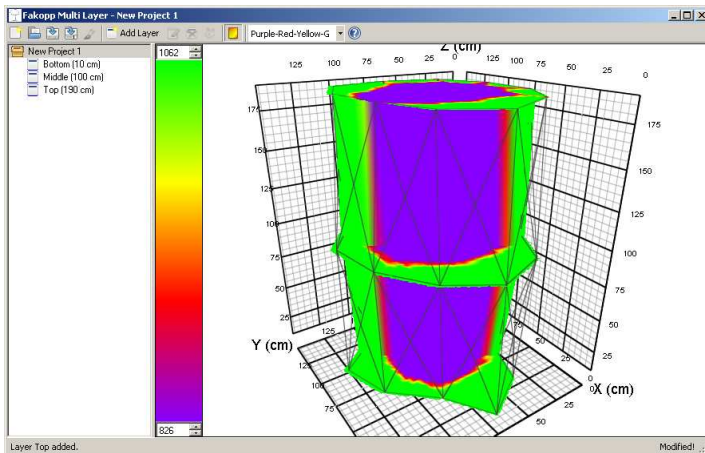 Fakopp Multi Layer - New Project 1
Add Layer Purple-Red-Yellow-G
New Project 1
Bottom (10 cm)
Middle (100 cm)
Top (190 cm)
1062
826
Z (cm)
125 100 75 50 25 0
75 50 25 0
175
150
125
100
75
50
25
175
150
125
100
75
50
25
0
Y (cm)
125
100
75
X (cm)
0
25
50
Layer Top added. Modified!